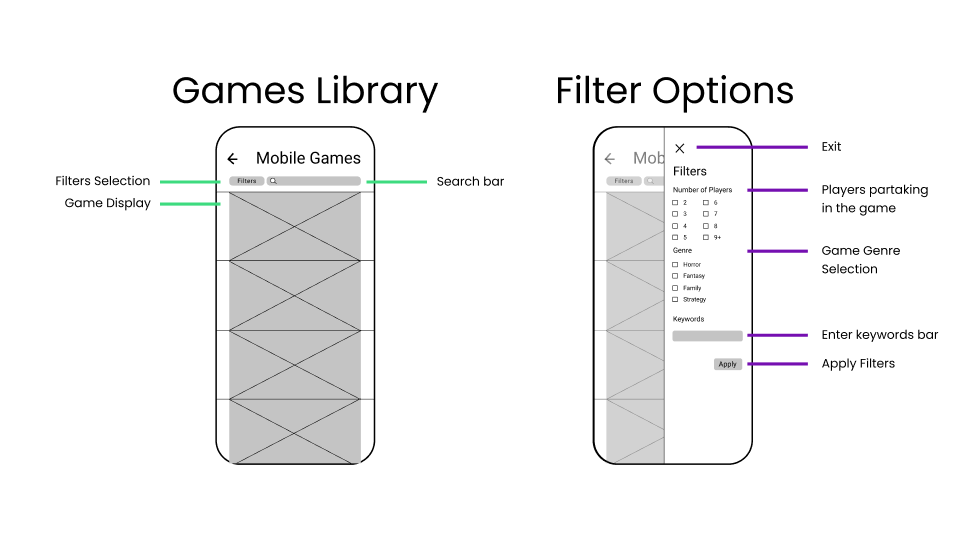 Games Library
Filter Options
Mobile Games
Filters
Filters Selection
Game Display
Search bar
Mob
Filters
Filters
Number of Players
2 6
3 7
4 8
5 9+
Genre
Horror
Fantasy
Family
Strategy
Keywords
Apply
Exit
Players partaking
in the game
Game Genre
Selection
Enter keywords bar
Apply Filters